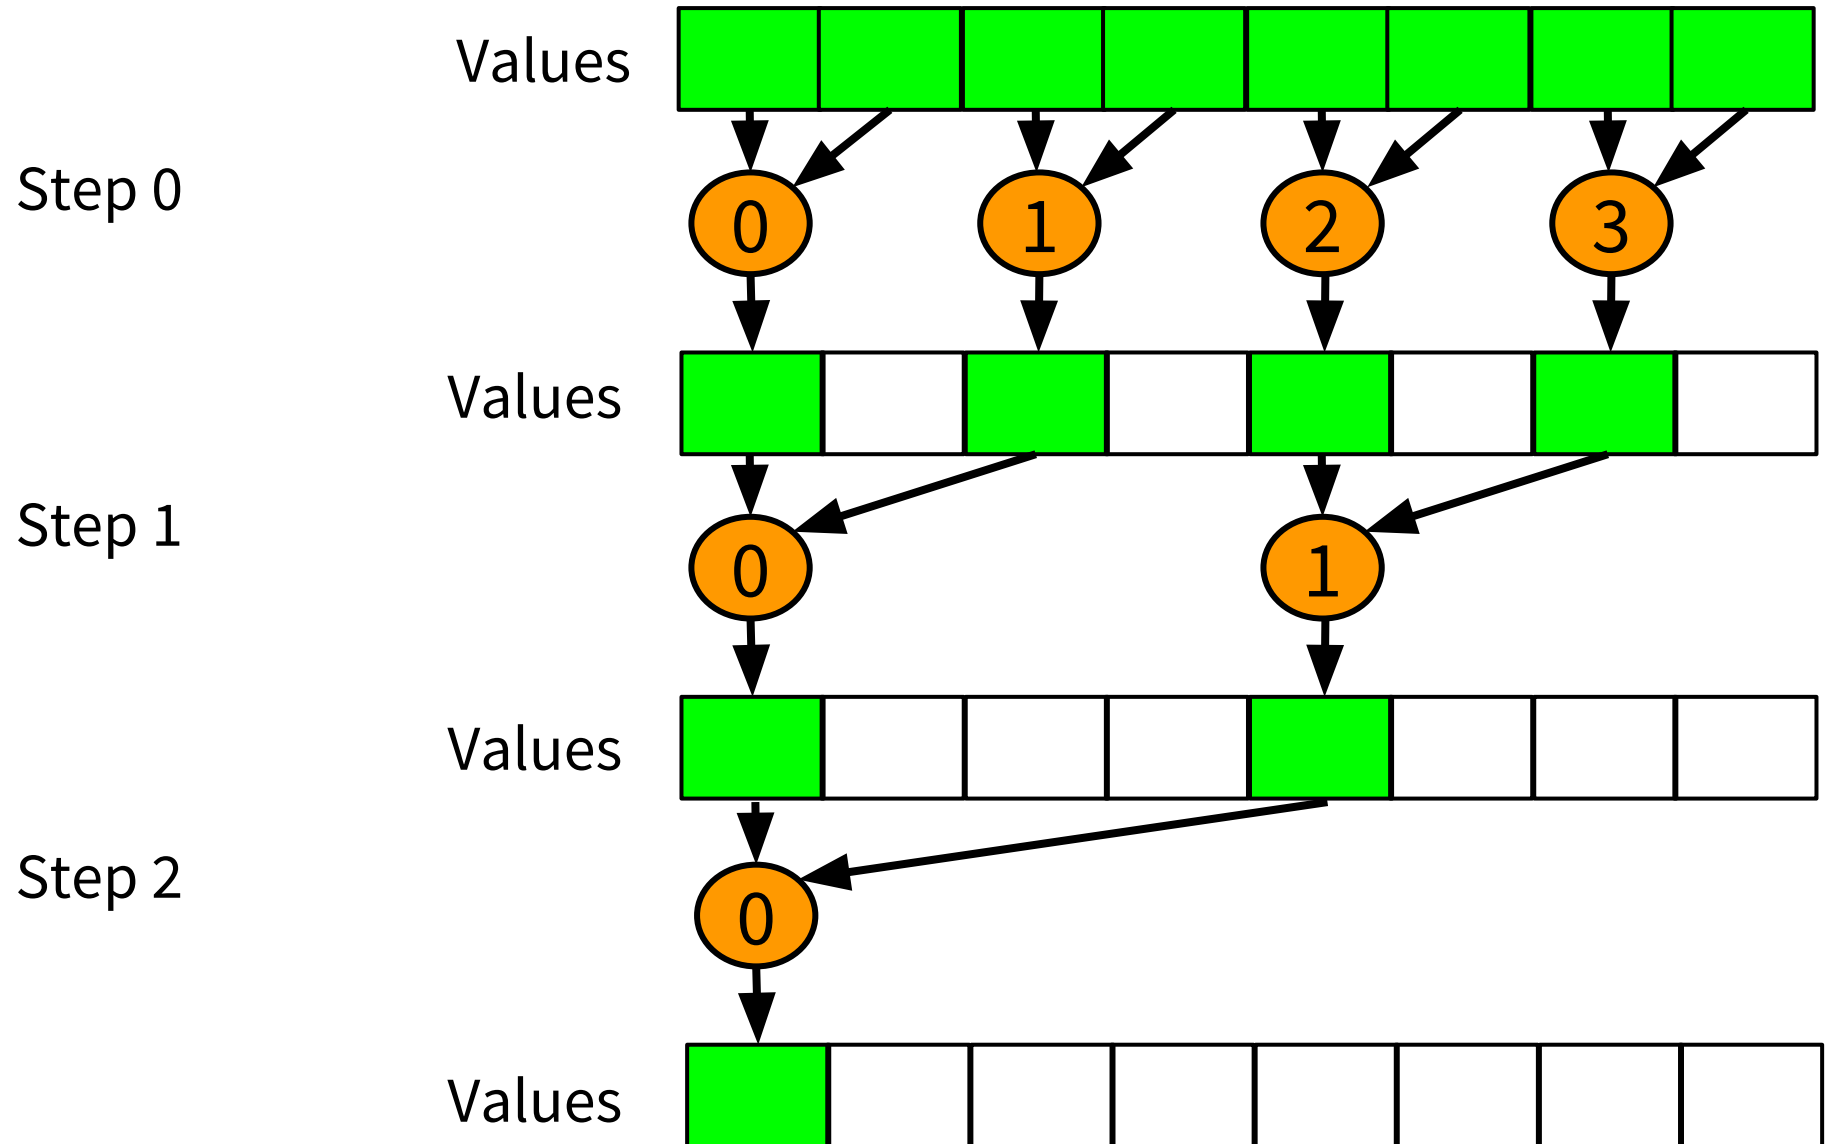 Values
Step 0
0 1 2 3
Values
Step 1
0 1
Values
Step 2
0
Values